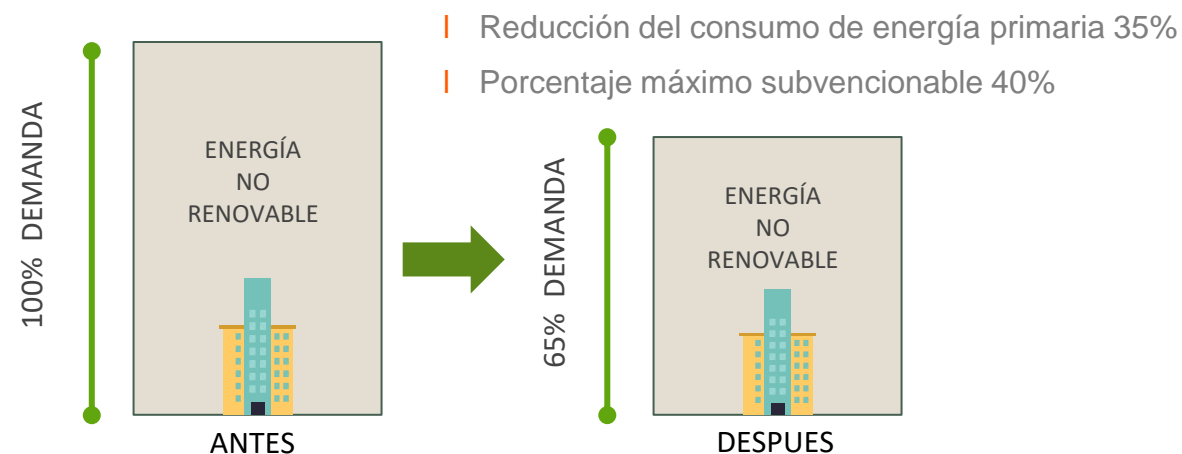 Reducción del consumo de energía primaria 35%
Porcentaje máximo subvencionable 40%
100% DEMANDA
ENERGÍA
NO
RENOVABLE
ANTES
65% DEMANDA
ENERGÍA
NO
RENOVABLE
DESPUES